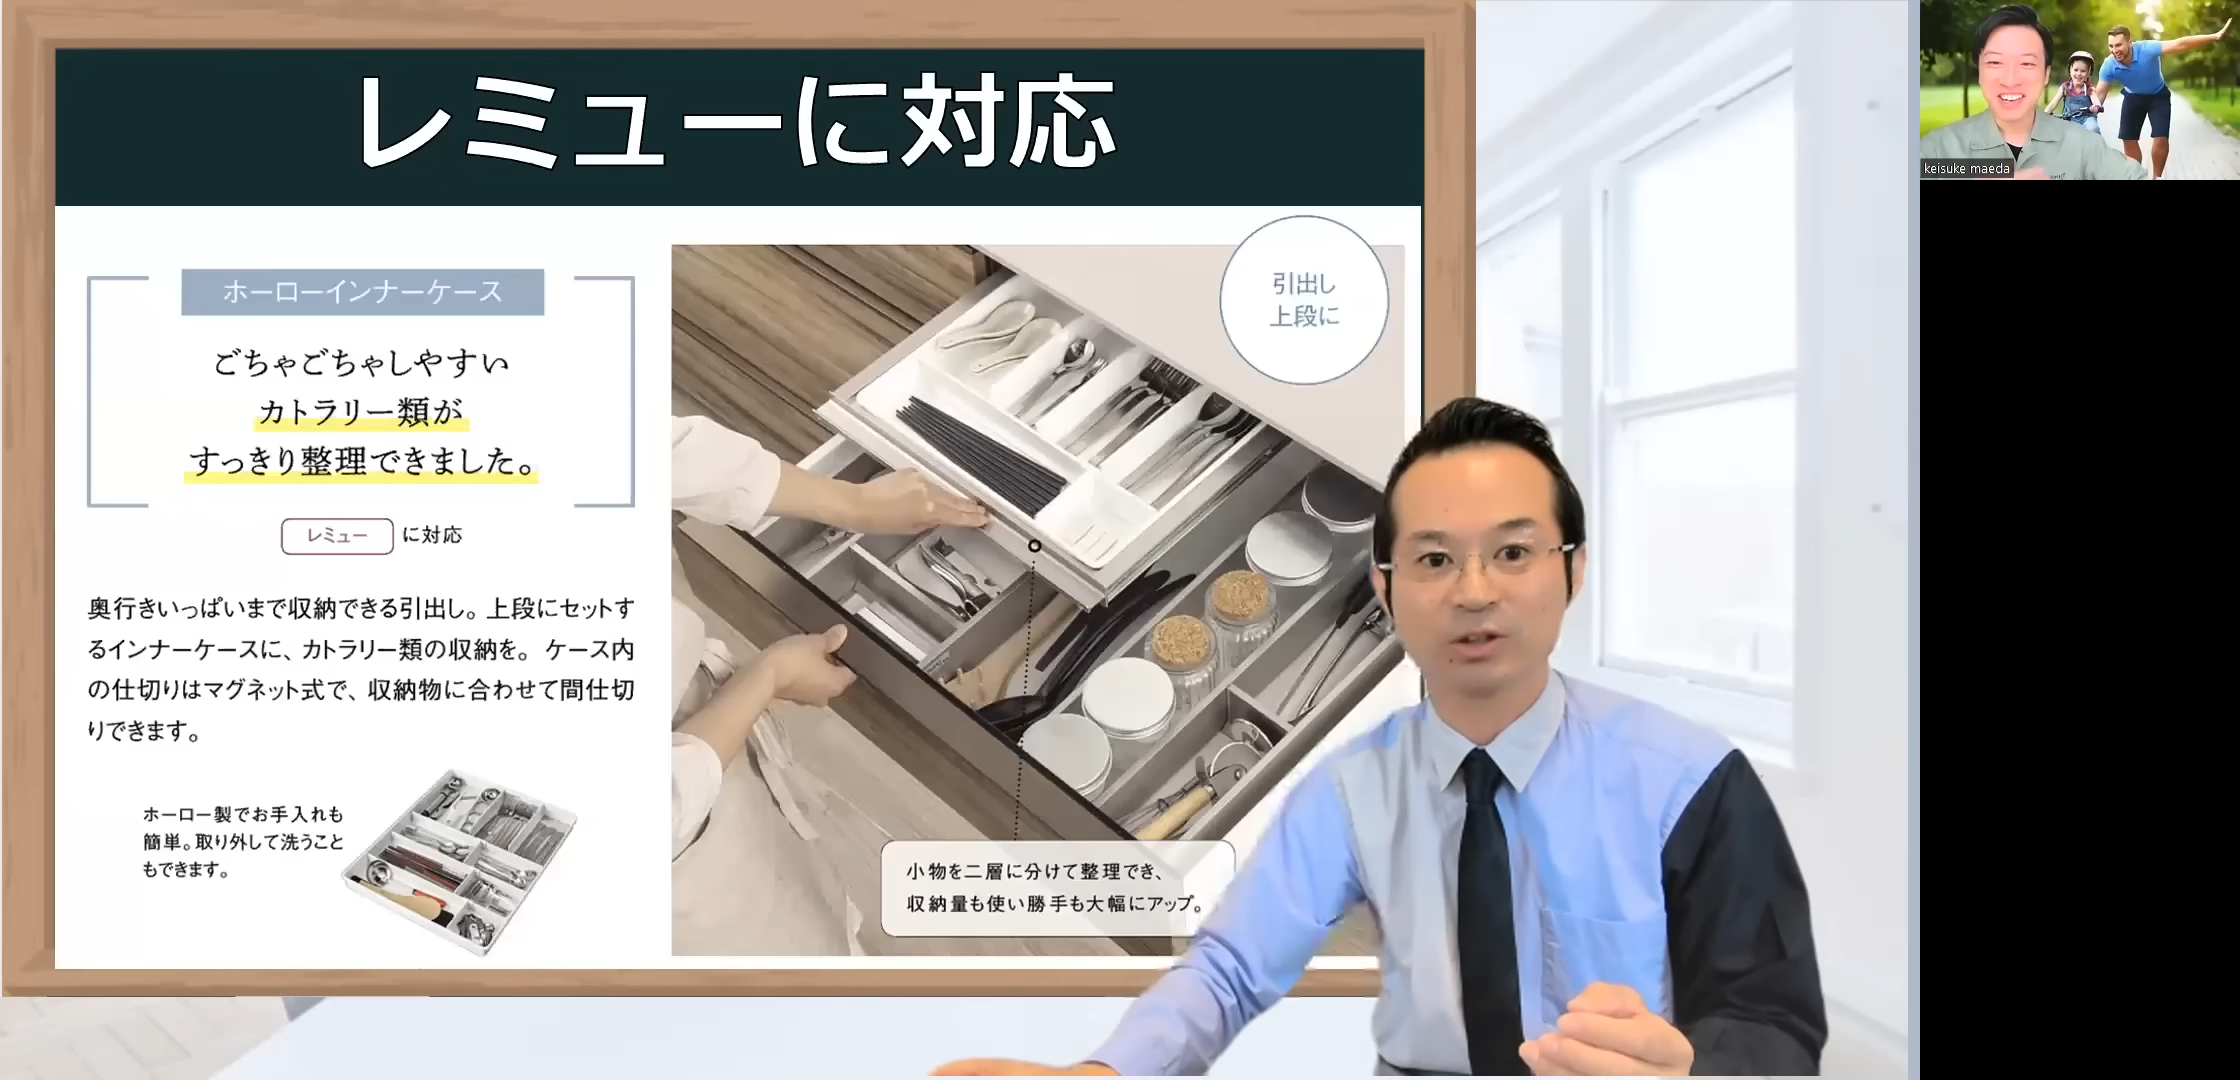 レミューに対応
ホーローインナーケース
ごちゃごちゃしやすい
カトラリー類が
すっきり整理できました。
レミュー に対応
奥行きいっぱいまで収納できる引出し。上段にセットす
るインナーケースに、カトラリー類の収納を。ケース内
の仕切りはマグネット式で、収納物に合わせて間仕切
りできます。
ホーロー製でお手入れも
簡単。取り外して洗うこと
もできます。
引出し
上段に
小物を二層に分けて整理でき、
収納量も使い勝手も大幅にアップ。
keisuke maeda